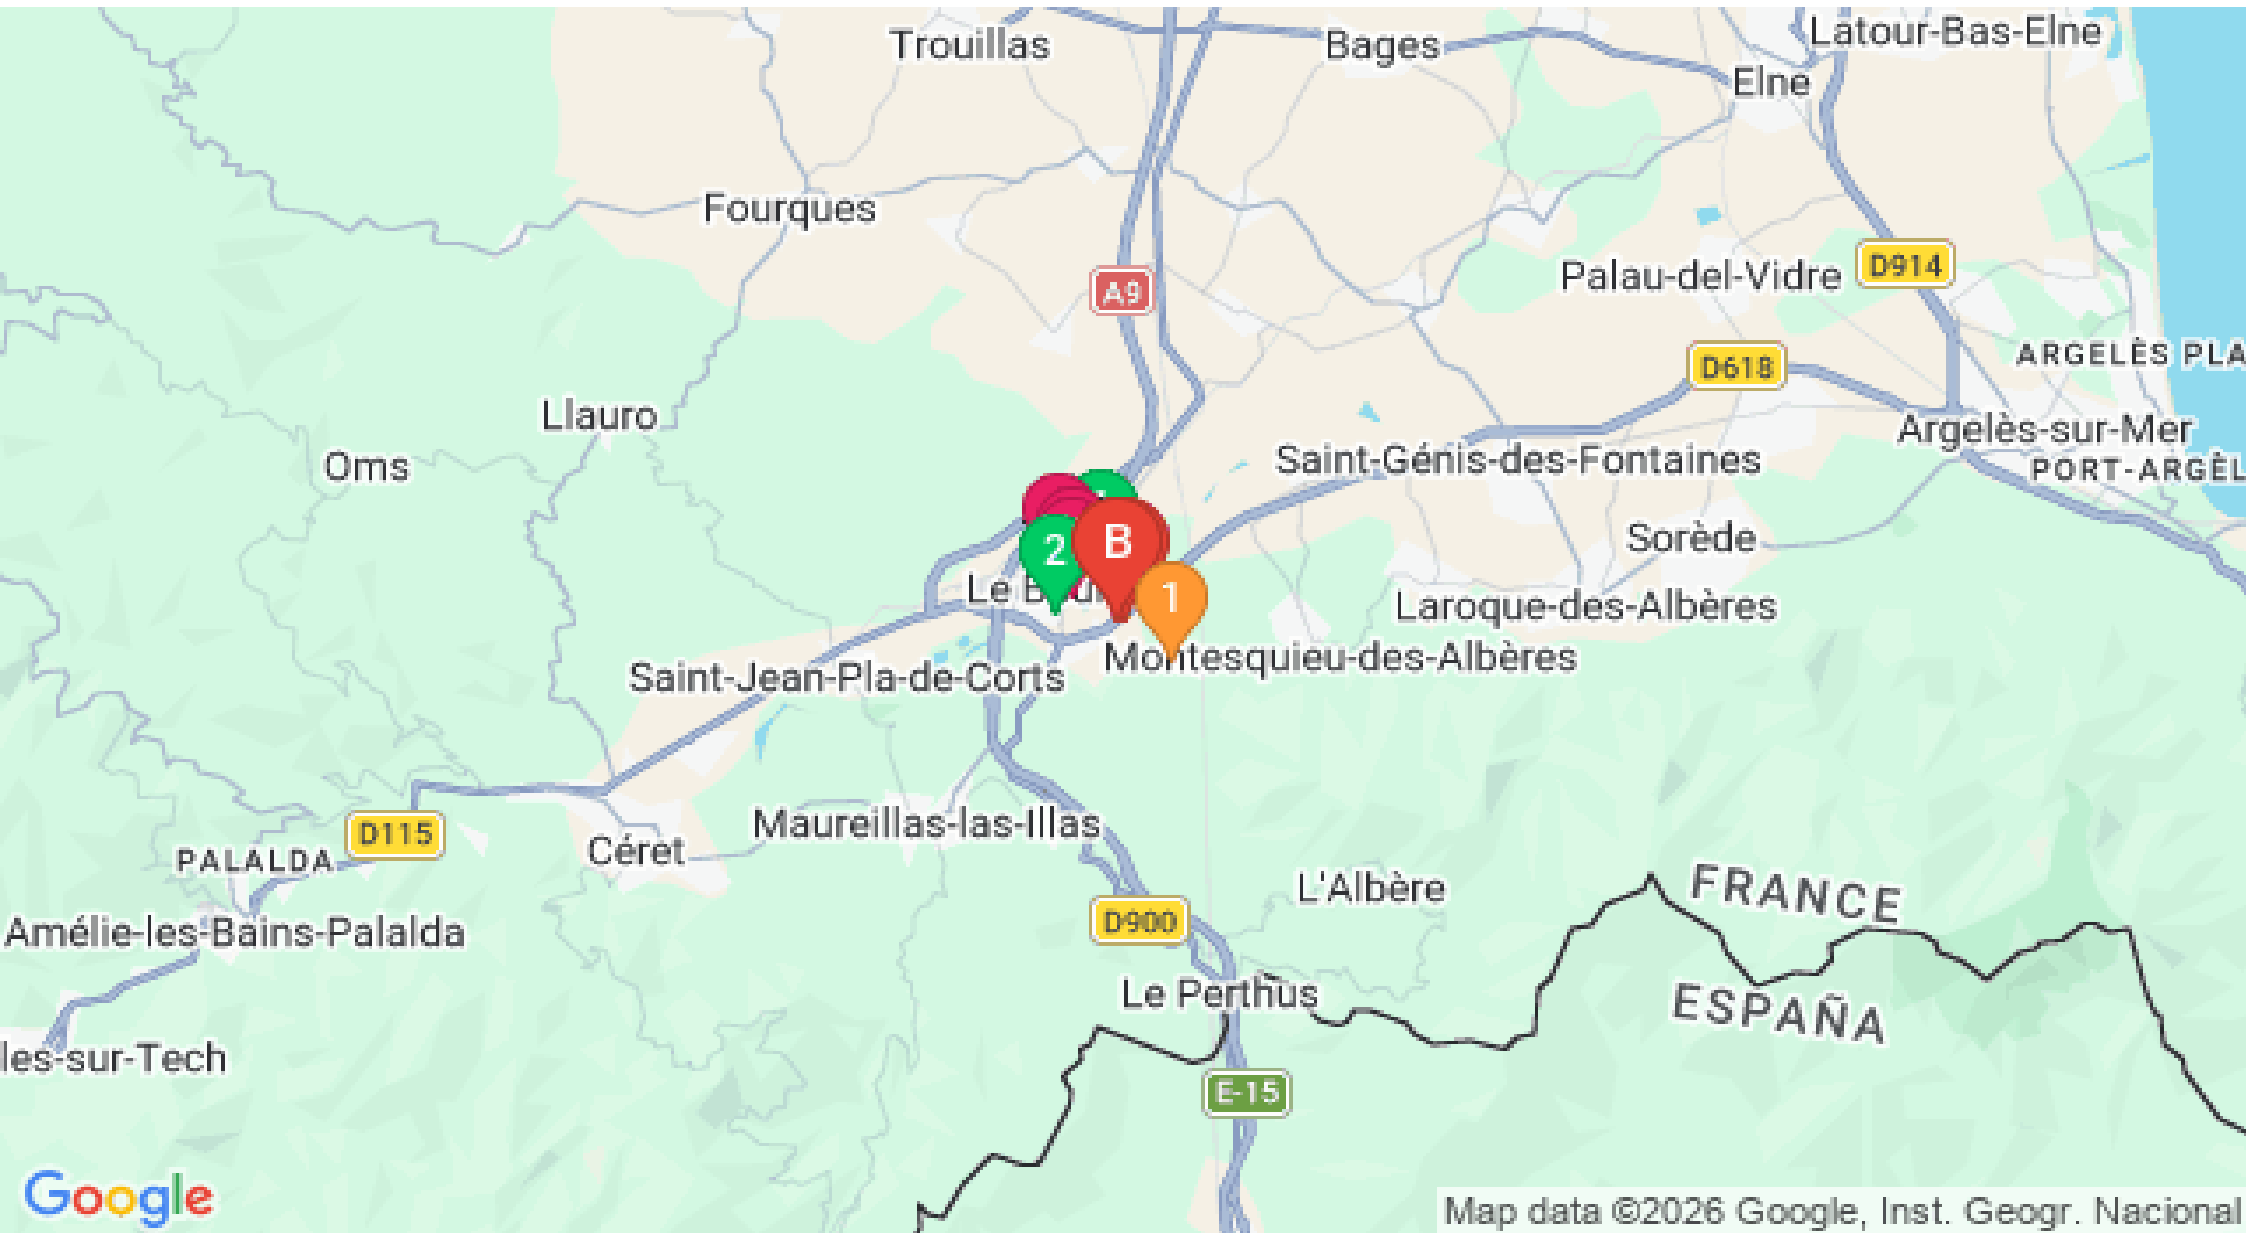 Trouillas
Bages
Latour-Bas-Elne
Elne
Fourques
A9
Palau-del-Vidre
D914
ARGELÈS PLA
D618
Llauro
Argelès-sur-Mer
Oms
Saint-Génis-des-Fontaines
PORT-ARGÈL
B
2
Sorède
1
Laroque-des-Albères
Montesquieu-des-Albères
Saint-Jean-Pla-de-Corts
Maureillas-las-Illas
D115
Céret
PALALDA
L'Albère
FRANCE
D900
Amélie-les-Bains-Palalda
Le Perthus
ESPAÑA
les-sur-Tech
E-15
Google
Map data ©2026 Google, Inst. Geogr. Nacional